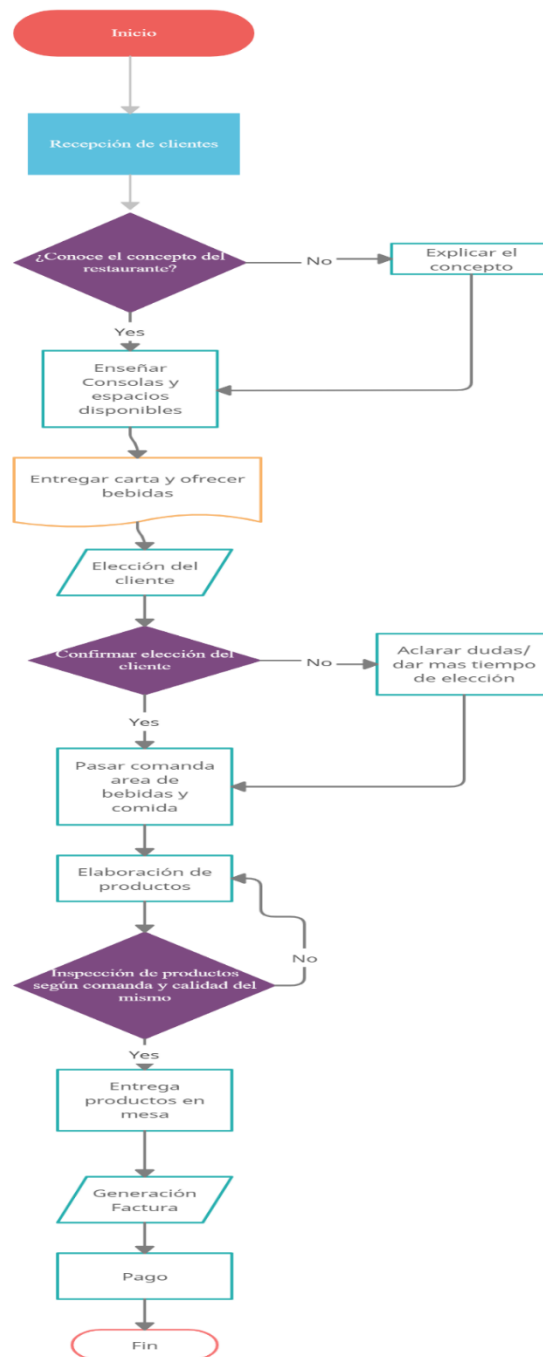 Inicio
Recepción de clientes
¿Conoce el concepto del
restaurante?
No
Explicar el
concepto
Yes
Enseñar
Consolas y
espacios
disponibles
Entregar carta y ofrecer
bebidas
Elección del
cliente
Confirmar elección del
cliente
No
Aclarar dudas/
dar mas tiempo
de elección
Yes
Pasar comanda
area de
bebidas y
comida
Elaboración de
productos
No
Inspección de productos
según comanda y calidad del
mismo
Yes
Entrega
productos en
mesa
Generación
Factura
Pago
Fin